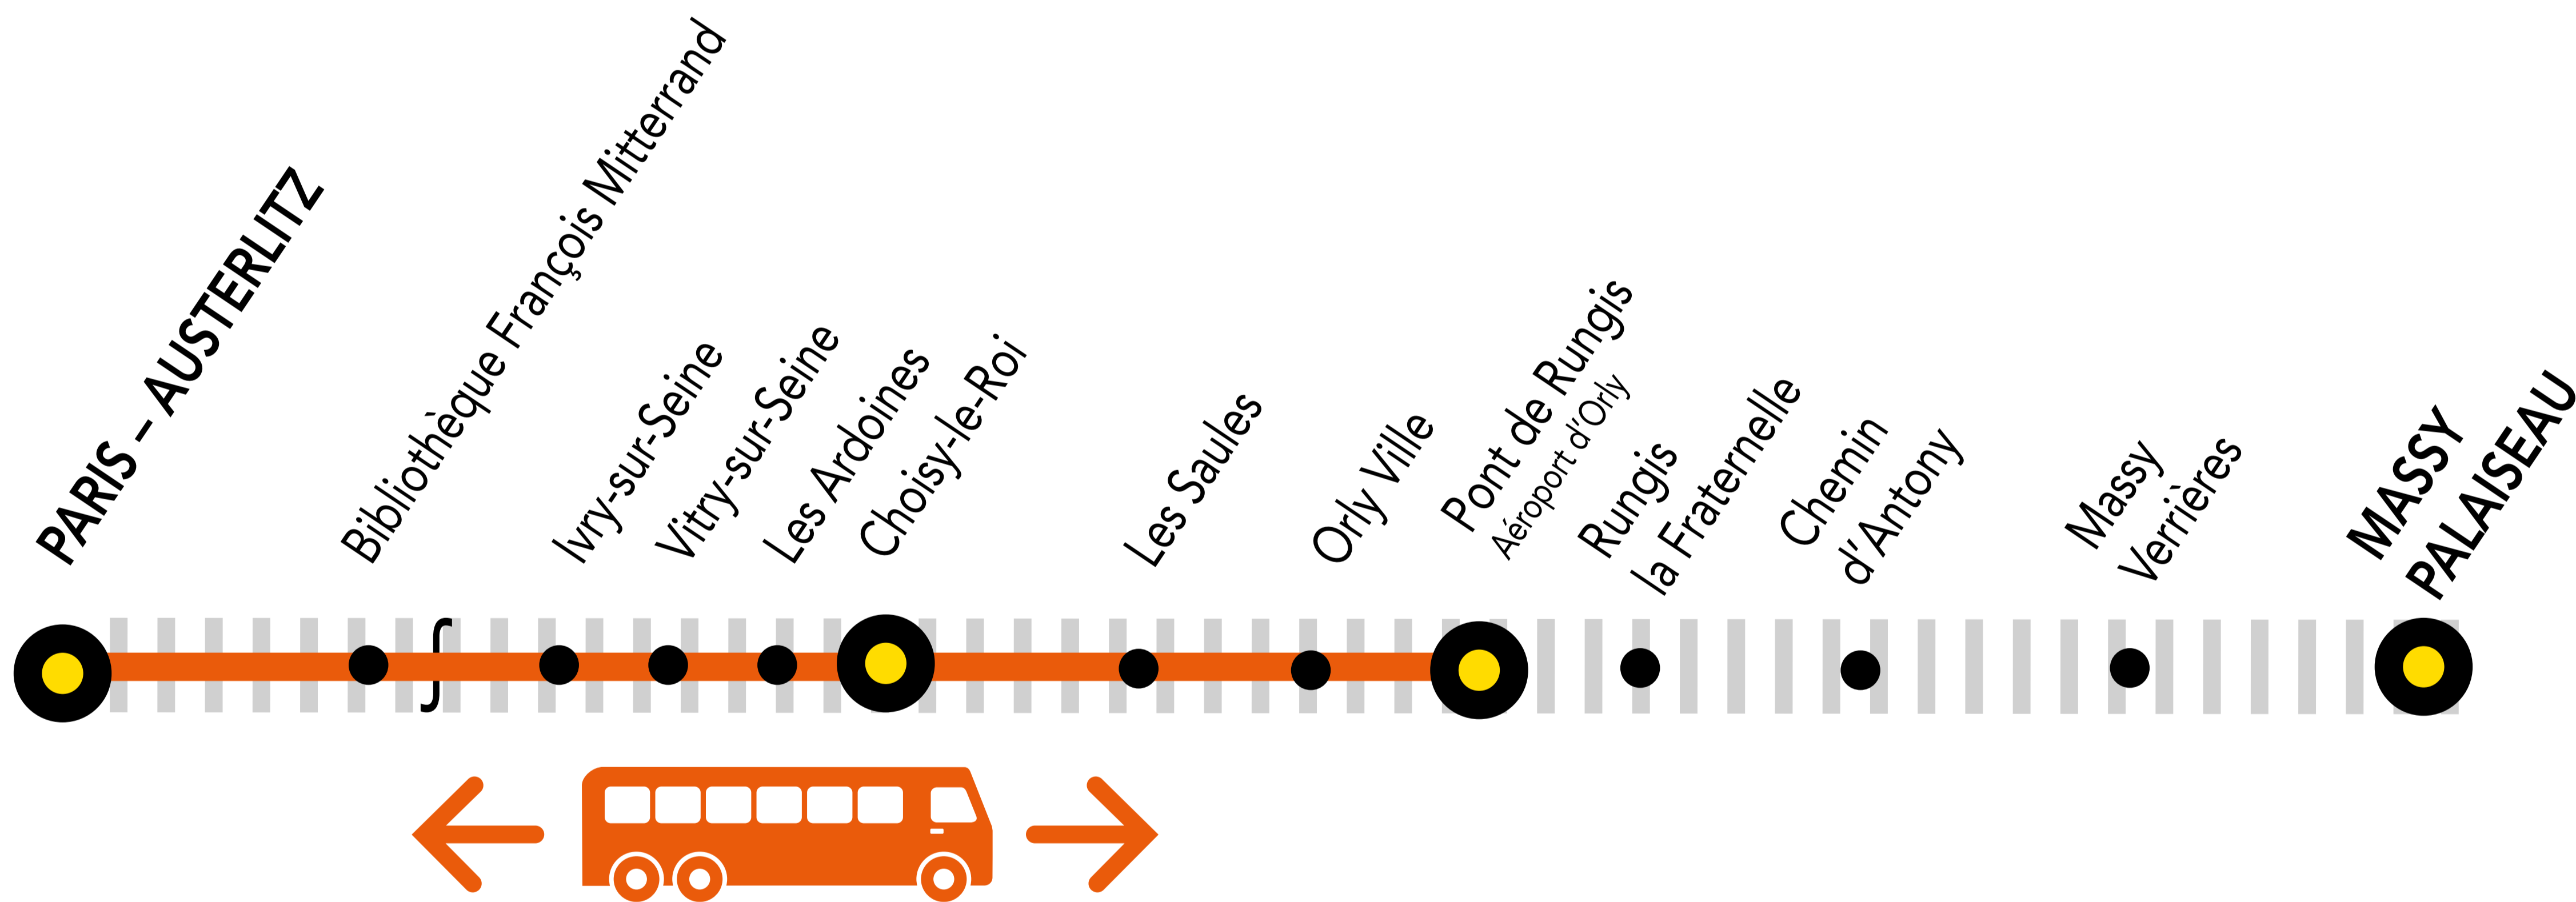 PARIS – AUSTERLITZ
Bibliothèque François Mitterrand
Ivry-sur-Seine
Vitry-sur-Seine
Les Ardoines
Choisy-le-Roi
Les Saules
Orly Ville
Pont de Rungis
Aéroport d'Orly
Rungis
la Fraternelle
Chemin
d'Antony
Massy
Verrières
MASSY
PALAISEAU